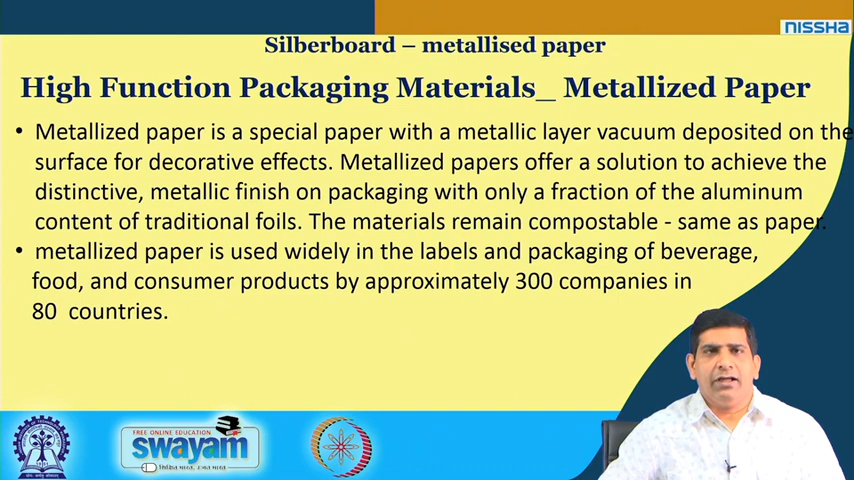 NISSHA
Silberboard – metallised paper
High Function Packaging Materials_ Metallized Paper
• Metallized paper is a special paper with a metallic layer vacuum deposited on the
surface for decorative effects. Metallized papers offer a solution to achieve the
distinctive, metallic finish on packaging with only a fraction of the aluminum
content of traditional foils. The materials remain compostable - same as paper.
• metallized paper is used widely in the labels and packaging of beverage,
food, and consumer products by approximately 300 companies in
80 countries.
FREE ONLINE EDUCATION
swayam